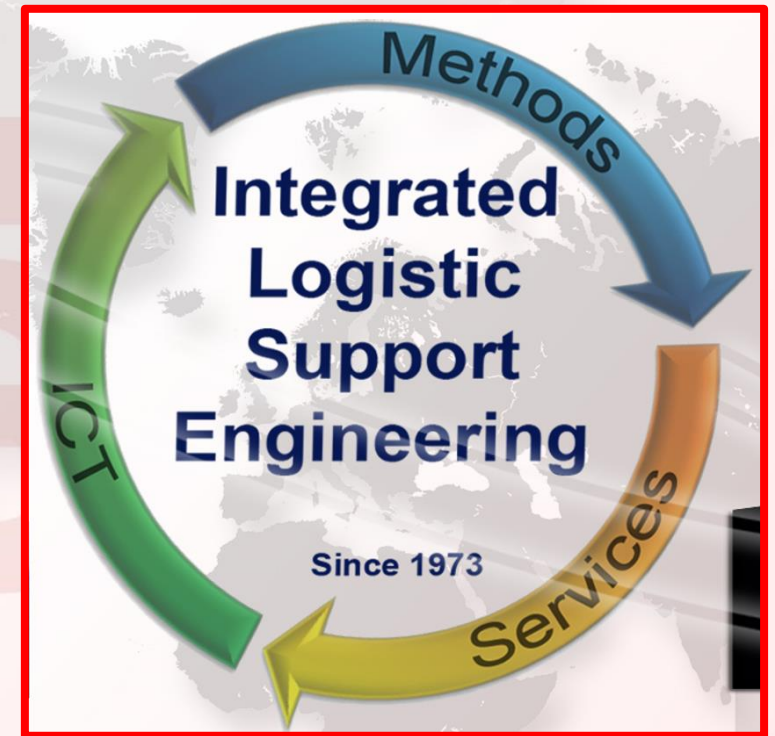 Methods
Integrated
Logistic
Support
Engineering
ICT
Since 1973
Services